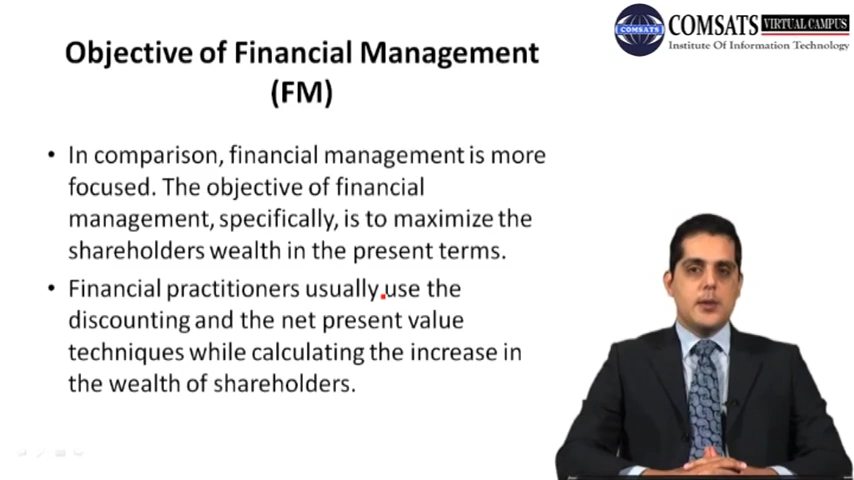 COMSATS
COMSATS VIRTUAL CAMPUS
Institute Of Information Technology
Objective of Financial Management
(FM)
• In comparison, financial management is more
focused. The objective of financial
management, specifically, is to maximize the
shareholders wealth in the present terms.
• Financial practitioners usually use the
discounting and the net present value
techniques while calculating the increase in
the wealth of shareholders.